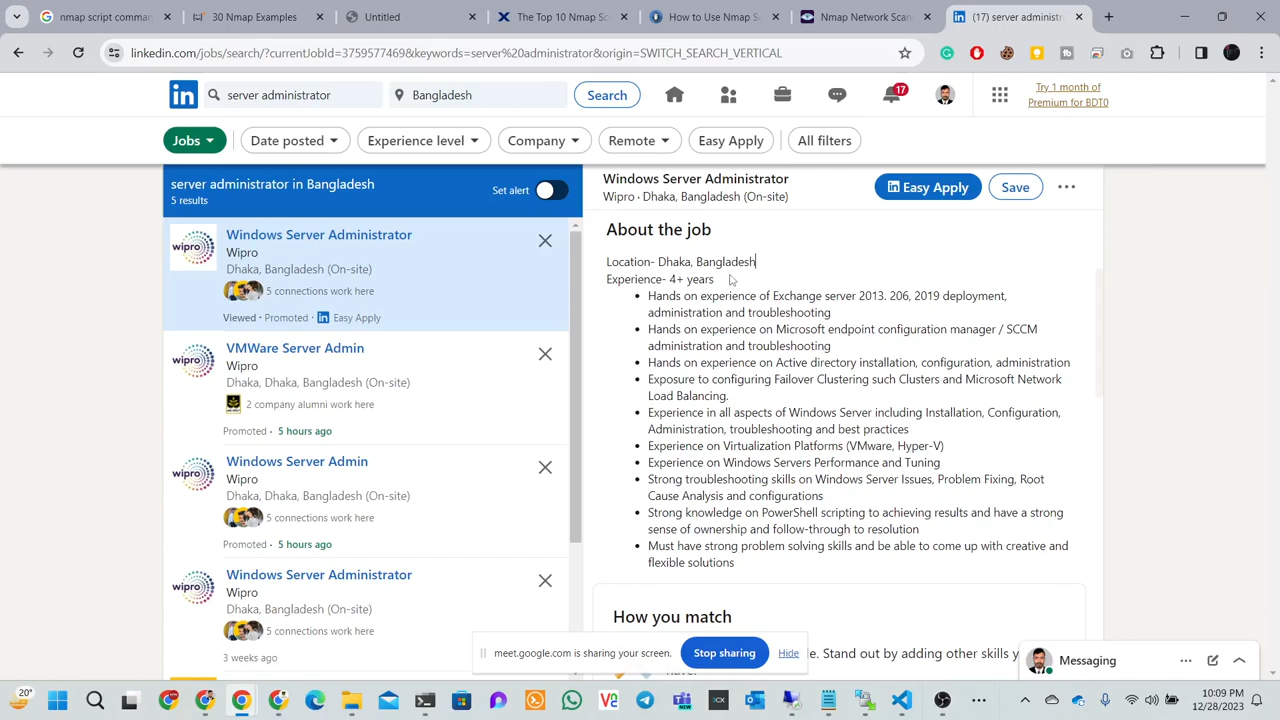 nmap script comman
30 Nmap Examples
Untitled
The Top 10 Nmap Sc
How to Use Nmap Sc
Nmap Network Scan
(17) server administ
linkedin.com/jobs/search/?currentJobId=3759577469&keywords=server%20administrator&origin=SWITCH_SEARCH_VERTICAL
server administrator
Bangladesh
Search
17
Try 1 month of
Premium for BDT0
Jobs
Date posted
Experience level
Company
Remote
Easy Apply
All filters
server administrator in Bangladesh
5 results
Set alert
Windows Server Administrator
Wipro
Dhaka, Bangladesh (On-site)
5 connections work here
Viewed · Promoted · Easy Apply
VMWare Server Admin
Wipro
Dhaka, Dhaka, Bangladesh (On-site)
2 company alumni work here
Promoted · 5 hours ago
Windows Server Admin
Wipro
Dhaka, Dhaka, Bangladesh (On-site)
5 connections work here
Promoted · 5 hours ago
Windows Server Administrator
Wipro
Dhaka, Bangladesh (On-site)
5 connections work here
3 weeks ago
wipro
wipro
wipro
wipro
Windows Server Administrator
Wipro · Dhaka, Bangladesh (On-site)
Easy Apply
Save
About the job
Location- Dhaka, Bangladesh
Experience- 4+ years
• Hands on experience of Exchange server 2013. 206, 2019 deployment,
administration and troubleshooting
• Hands on experience on Microsoft endpoint configuration manager / SCCM
administration and troubleshooting
• Hands on experience on Active directory installation, configuration, administration
• Exposure to configuring Failover Clustering such Clusters and Microsoft Network
Load Balancing.
• Experience in all aspects of Windows Server including Installation, Configuration,
Administration, troubleshooting and best practices
• Experience on Virtualization Platforms (VMware, Hyper-V)
• Experience on Windows Servers Performance and Tuning
• Strong troubleshooting skills on Windows Server Issues, Problem Fixing, Root
Cause Analysis and configurations
• Strong knowledge on PowerShell scripting to achieving results and have a strong
sense of ownership and follow-through to resolution
• Must have strong problem solving skills and be able to come up with creative and
flexible solutions
How you match
meet.google.com is sharing your screen.
Stop sharing
Hide
e. Stand out by adding other skills y
have.
Messaging
20°
10:09 PM
12/28/2023